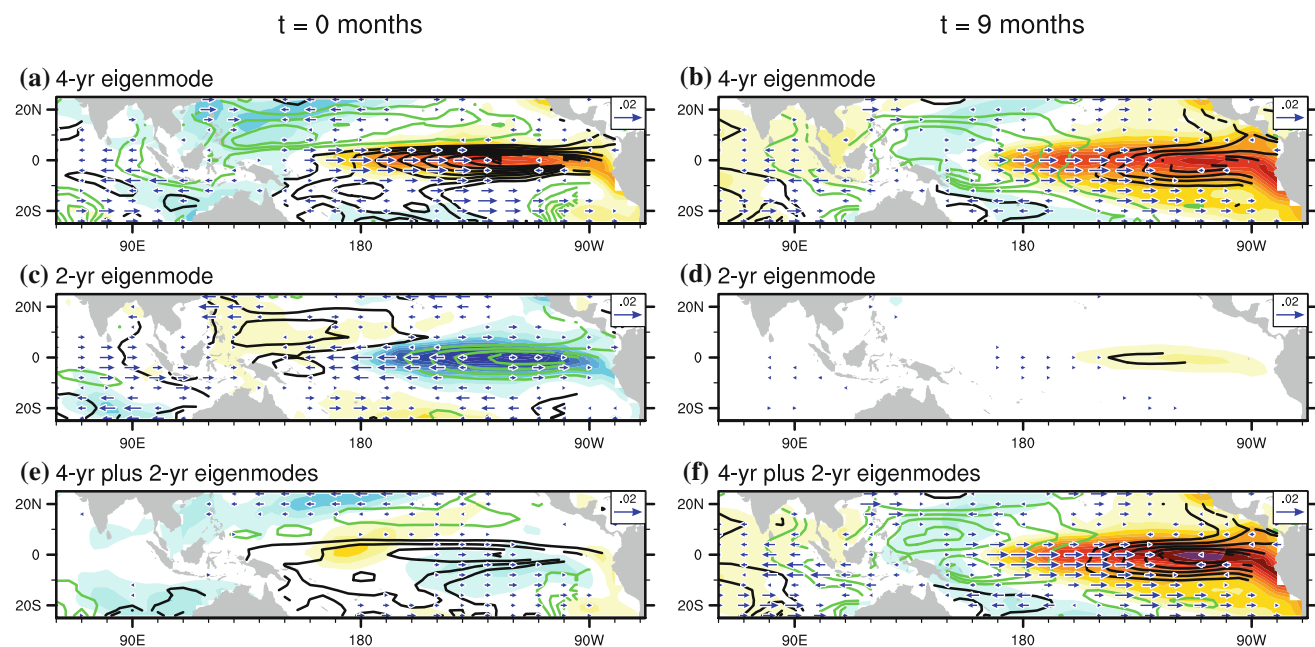 t = 0 months
t = 9 months
(a) 4-yr eigenmode
.02
20N
0
20S
90E
180
90W
(b) 4-yr eigenmode
.02
20N
0
20S
90E
180
90W
(c) 2-yr eigenmode
.02
20N
0
20S
90E
180
90W
(d) 2-yr eigenmode
.02
20N
0
20S
90E
180
90W
(e) 4-yr plus 2-yr eigenmodes
.02
20N
0
20S
90E
180
90W
(f) 4-yr plus 2-yr eigenmodes
.02
20N
0
20S
90E
180
90W